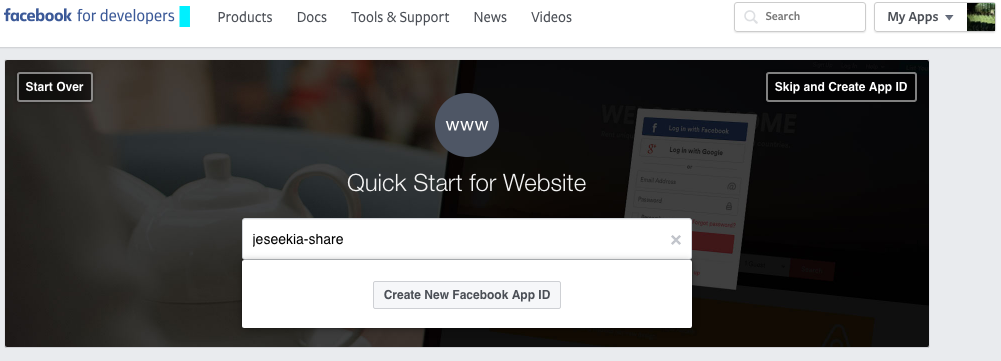 facebook for developers Products Docs Tools & Support News Videos Search My Apps
Start Over Skip and Create App ID
www
Quick Start for Website
jeseekia-share
Create New Facebook App ID
Log in with Facebook
Log in with Google
or
Email Address
Password